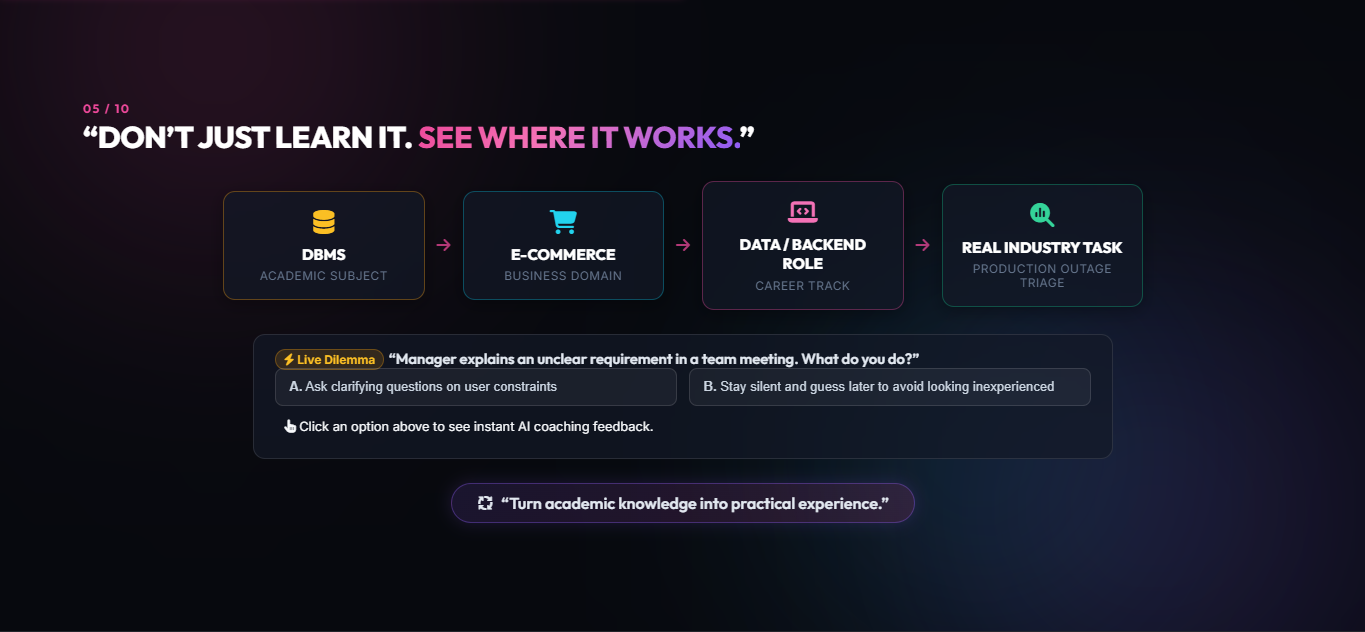 05 / 10
“DON’T JUST LEARN IT. SEE WHERE IT WORKS.”
DBMS
ACADEMIC SUBJECT
E-COMMERCE
BUSINESS DOMAIN
DATA / BACKEND
ROLE
CAREER TRACK
REAL INDUSTRY TASK
PRODUCTION OUTAGE
TRIAGE
Live Dilemma “Manager explains an unclear requirement in a team meeting. What do you do?”
A. Ask clarifying questions on user constraints
B. Stay silent and guess later to avoid looking inexperienced
Click an option above to see instant AI coaching feedback.
“Turn academic knowledge into practical experience.”